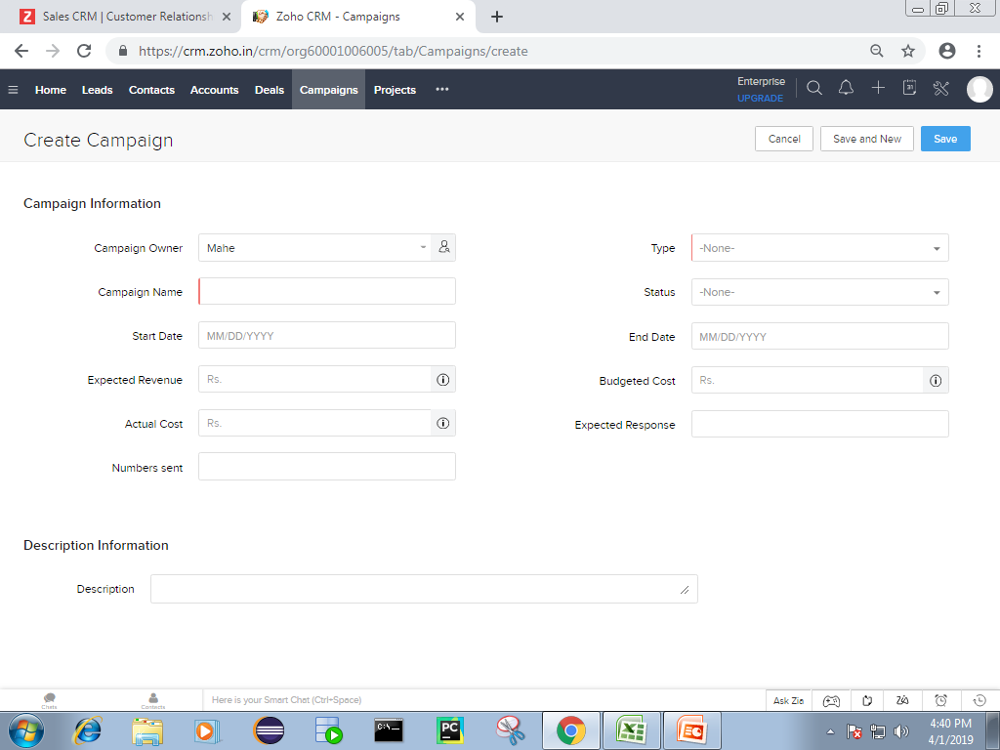 Sales CRM | Customer Relationsh
Zoho CRM - Campaigns
https://crm.zoho.in/crm/org60001006005/tab/Campaigns/create
Home Leads Contacts Accounts Deals Campaigns Projects ••• Enterprise
UPGRADE
31
Create Campaign Cancel Save and New Save
Campaign Information
Campaign Owner Mahe Type -None-
Campaign Name Status -None-
Start Date MM/DD/YYYY End Date MM/DD/YYYY
Expected Revenue Rs. Budgeted Cost Rs.
Actual Cost Rs. Expected Response
Numbers sent
Description Information
Description
Chats Contacts Here is your Smart Chat (Ctrl+Space) Ask Zia
C:\
PC
4:40 PM
4/1/2019